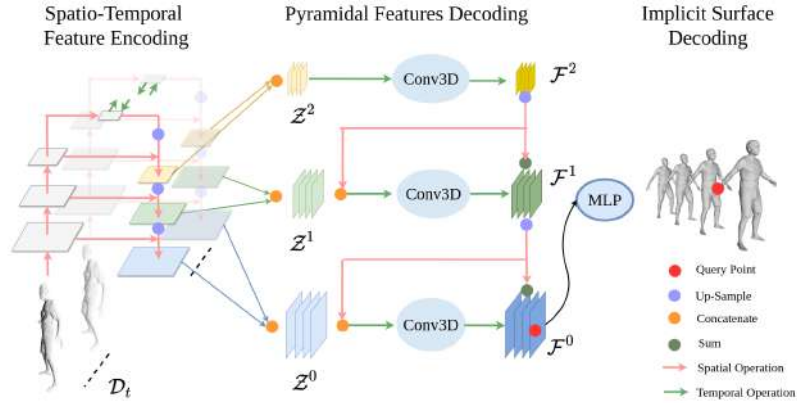 Spatio-Temporal
Feature Encoding
Pyramidal Features Decoding
Implicit Surface
Decoding
Conv3D
𝓕²
𝓩²
Conv3D
𝓕¹
MLP
𝓩¹
Query Point
Up-Sample
Conv3D
Concatenate
𝓕⁰
Sum
𝓓ₜ
𝓩⁰
Spatial Operation
Temporal Operation